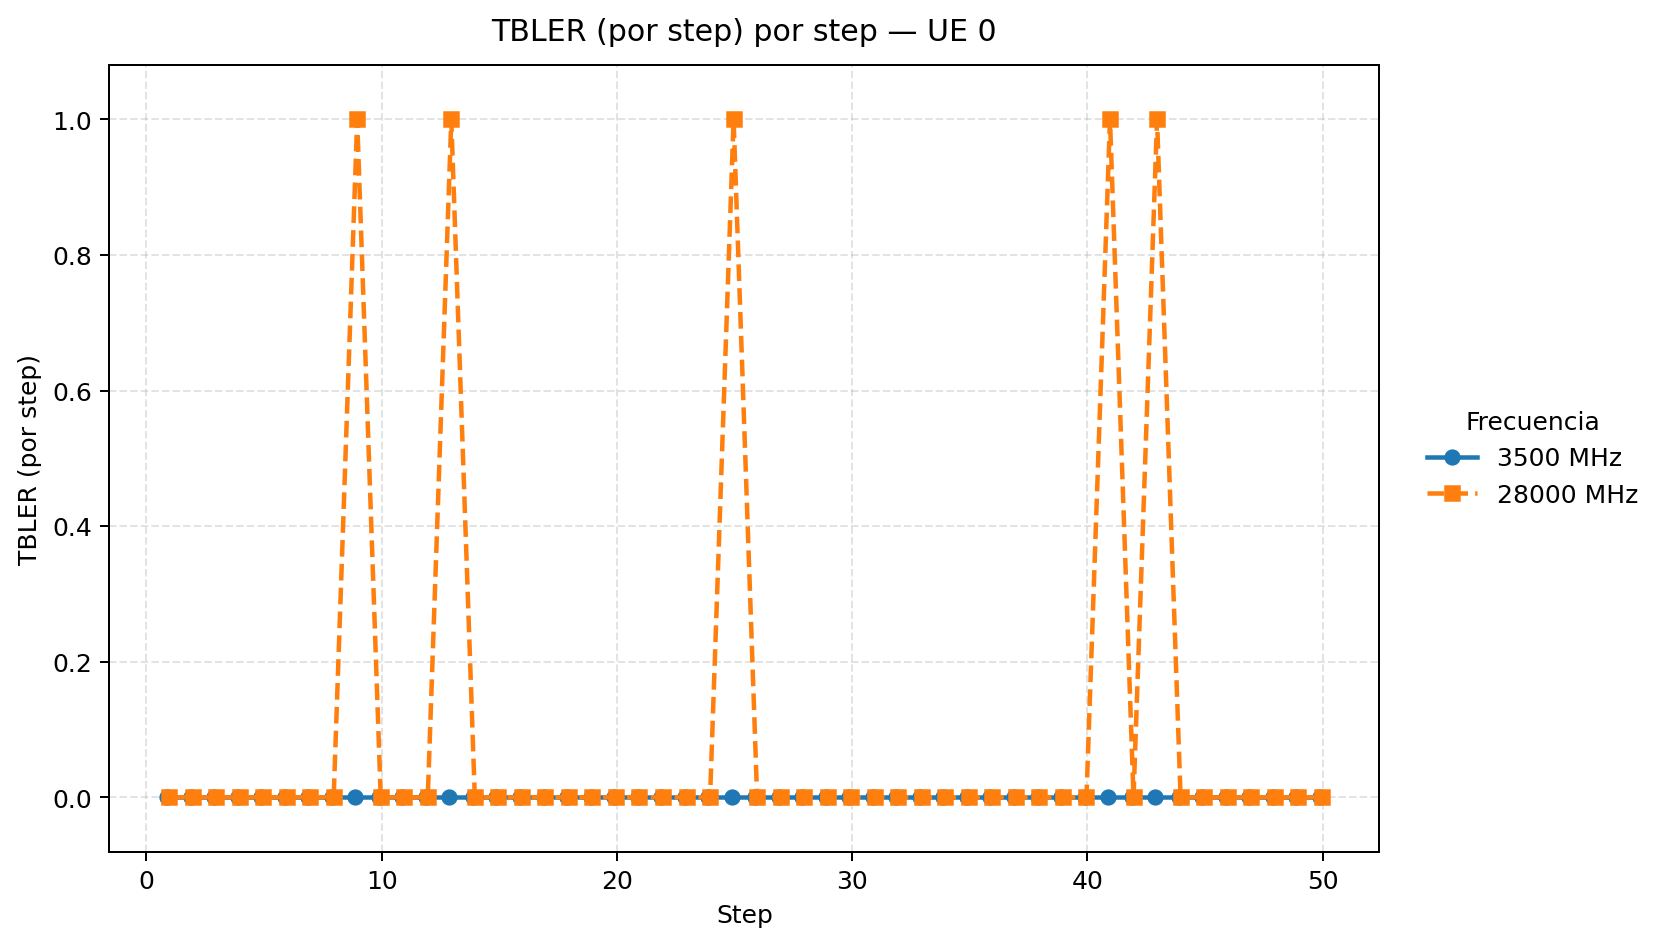 TBLER (por step) por step — UE 0
TBLER (por step)
1.0
0.8
0.6
0.4
0.2
0.0
0 10 20 30 40 50
Step
Frecuencia
3500 MHz
28000 MHz